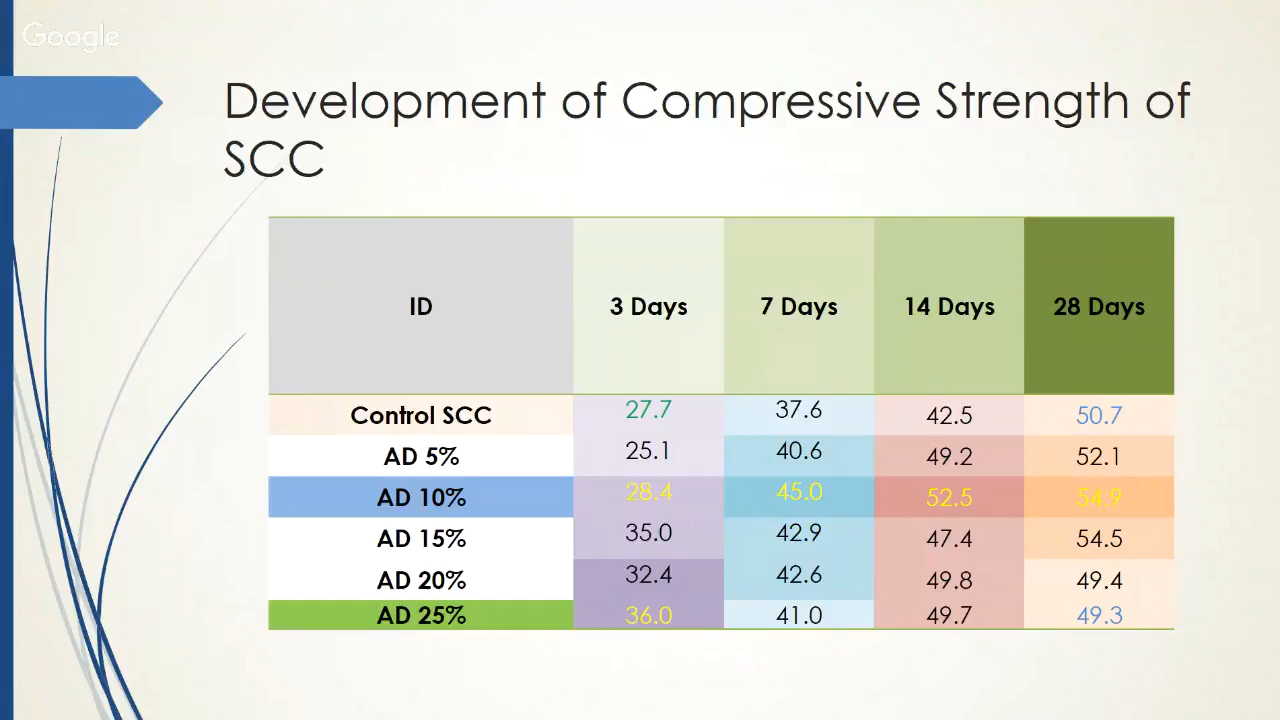 Google
Development of Compressive Strength of
SCC
ID 3 Days 7 Days 14 Days 28 Days
Control SCC 27.7 37.6 42.5 50.7
AD 5% 25.1 40.6 49.2 52.1
AD 10% 28.4 45.0 52.5 54.9
AD 15% 35.0 42.9 47.4 54.5
AD 20% 32.4 42.6 49.8 49.4
AD 25% 36.0 41.0 49.7 49.3